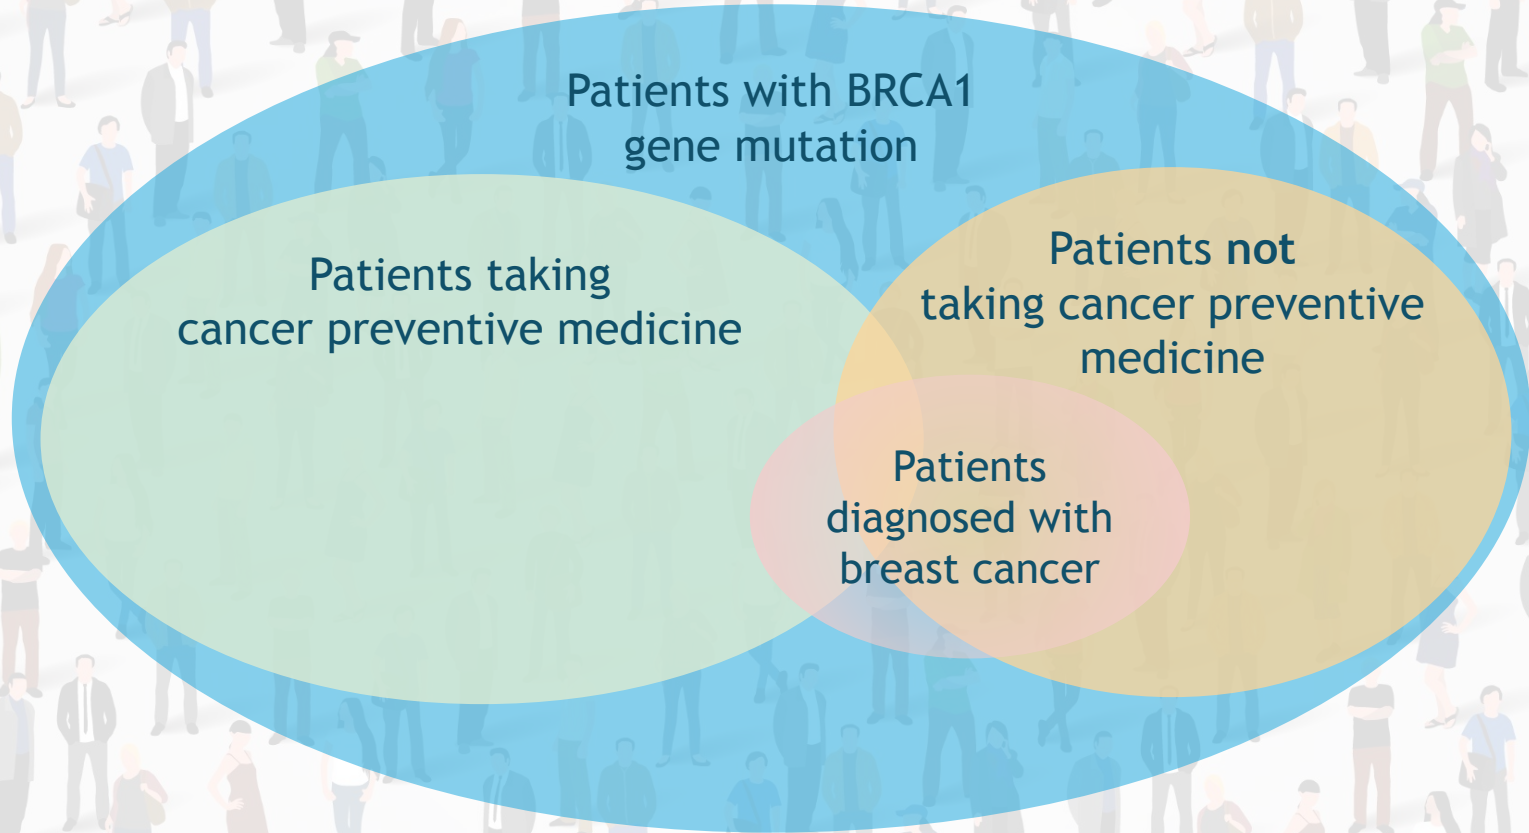 Patients with BRCA1
gene mutation
Patients taking
cancer preventive medicine
Patients not
taking cancer preventive
medicine
Patients
diagnosed with
breast cancer